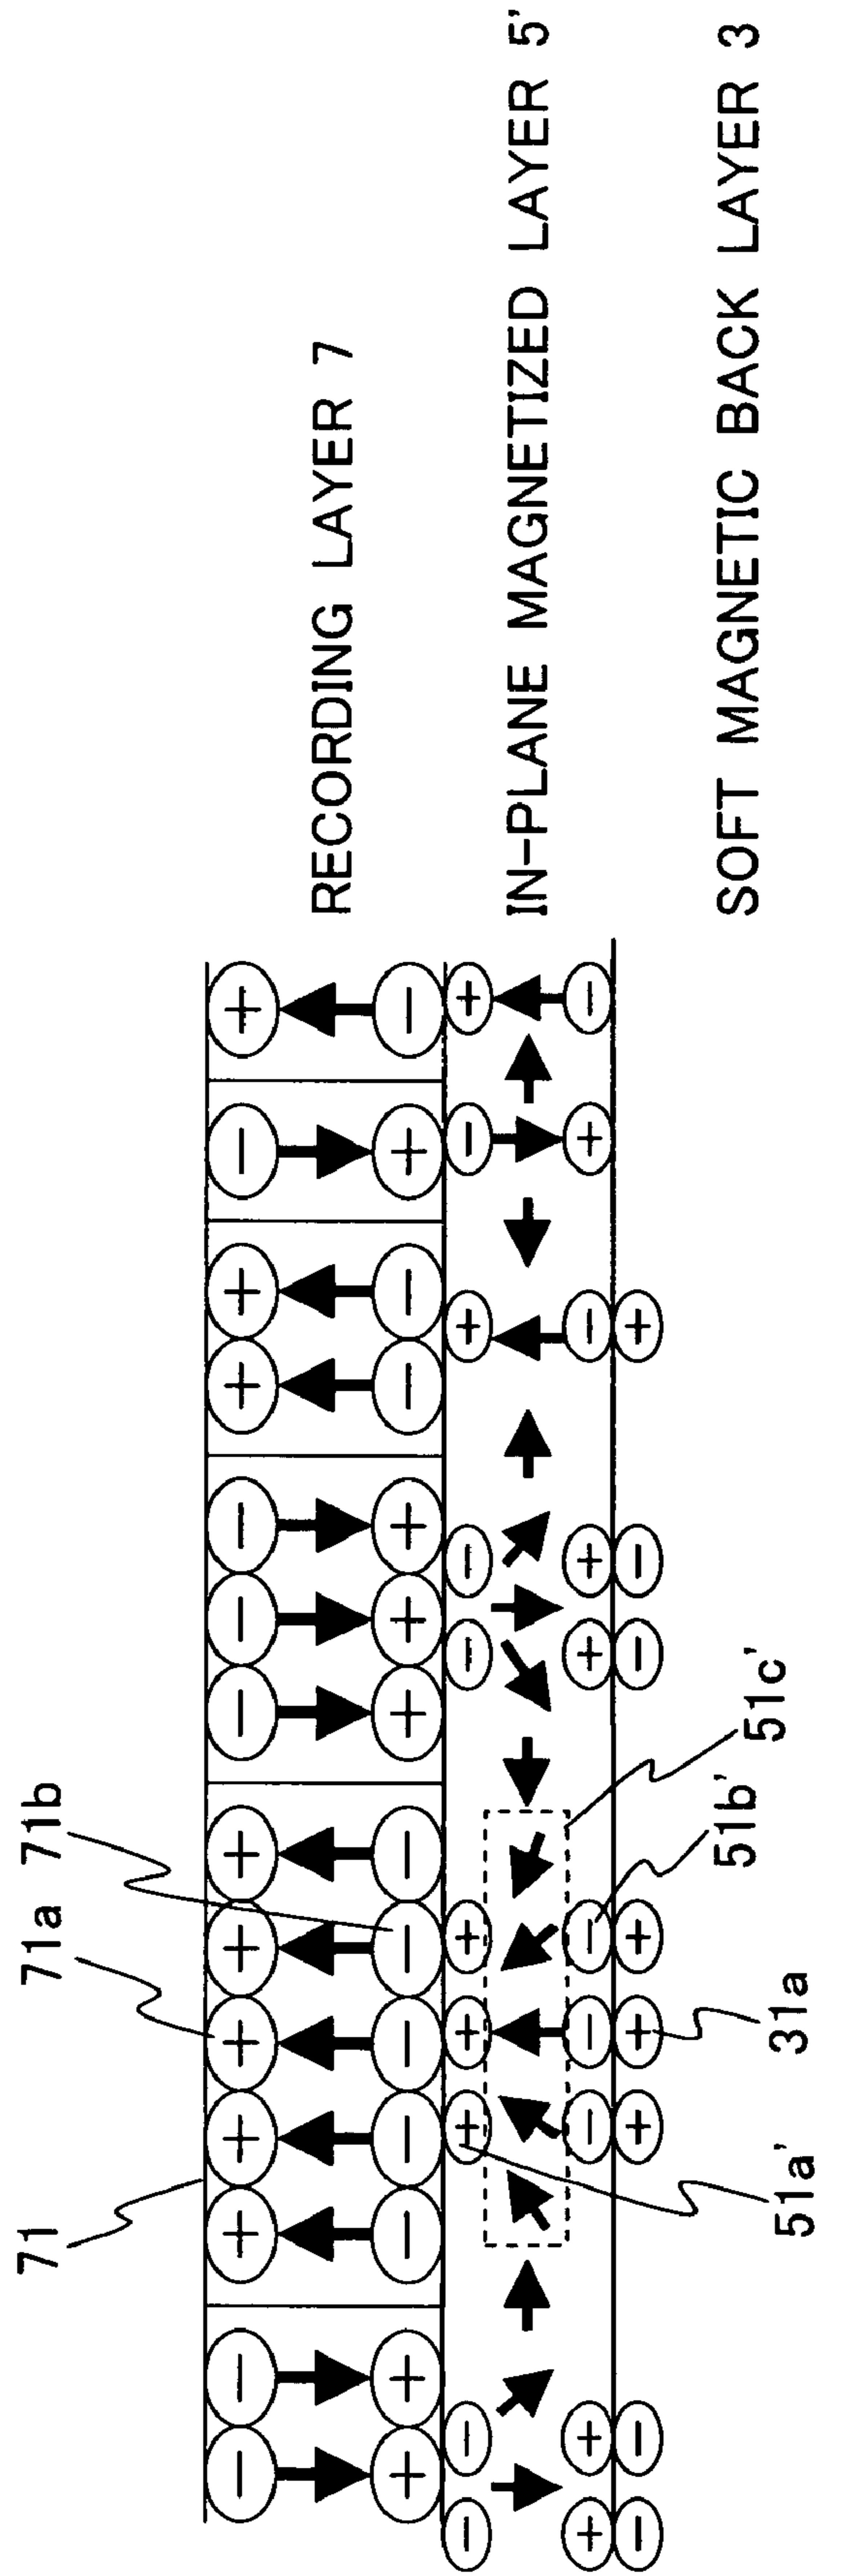 71
71a
71b
RECORDING LAYER 7
IN-PLANE MAGNETIZED LAYER 5'
SOFT MAGNETIC BACK LAYER 3
51a'
31a
51b'
51c'